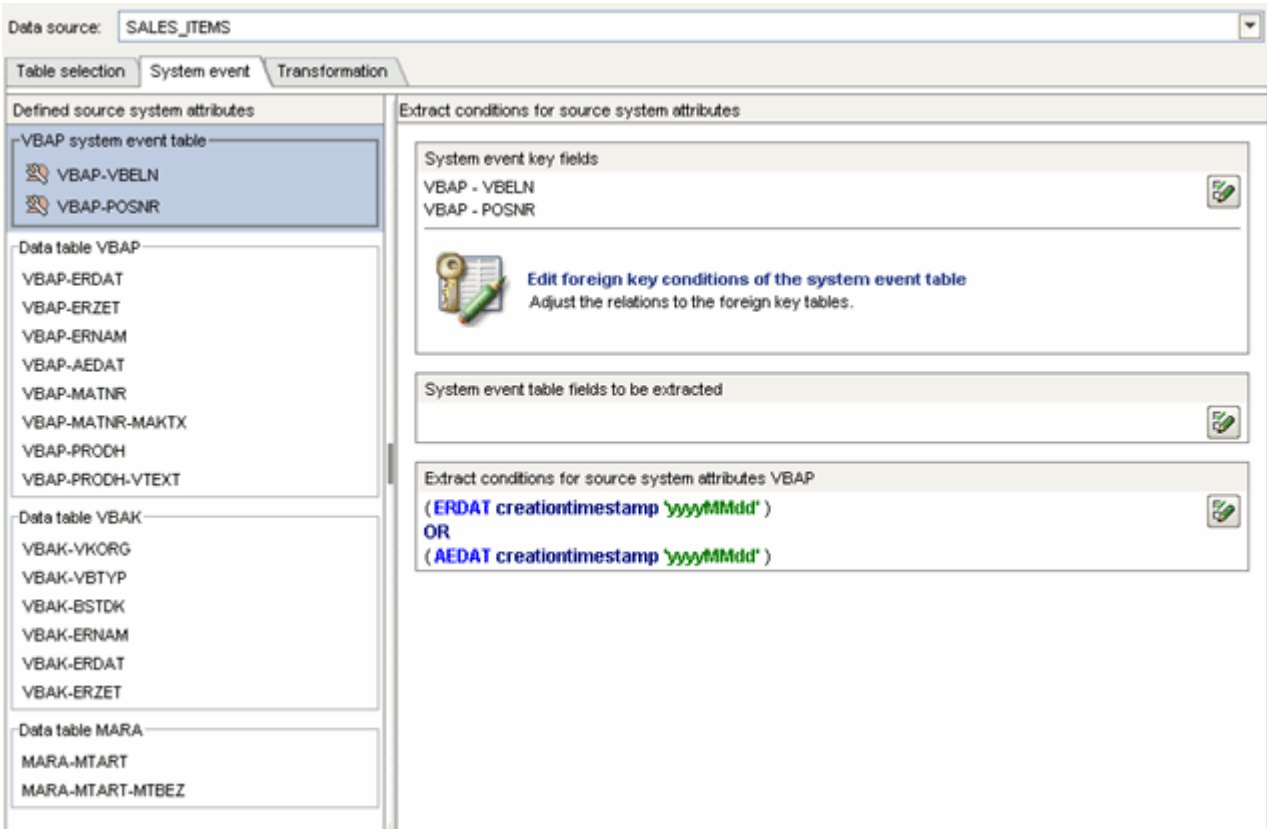 Data source: SALES_ITEMS
Table selection System event Transformation
Defined source system attributes
VBAP system event table
VBAP-VBELN
VBAP-POSNR
Data table VBAP
VBAP-ERDAT
VBAP-ERZET
VBAP-ERNAM
VBAP-AEDAT
VBAP-MATNR
VBAP-MATNR-MAKTX
VBAP-PRODH
VBAP-PRODH-VTEXT
Data table VBAK
VBAK-VKORG
VBAK-VBTYP
VBAK-BSTDK
VBAK-ERNAM
VBAK-ERDAT
VBAK-ERZET
Data table MARA
MARA-MTART
MARA-MTART-MTBEZ
Extract conditions for source system attributes
System event key fields
VBAP - VBELN
VBAP - POSNR
Edit foreign key conditions of the system event table
Adjust the relations to the foreign key tables.
System event table fields to be extracted
Extract conditions for source system attributes VBAP
( ERDAT creationtimestamp 'yyyyMMdd' )
OR
( AEDAT creationtimestamp 'yyyyMMdd' )